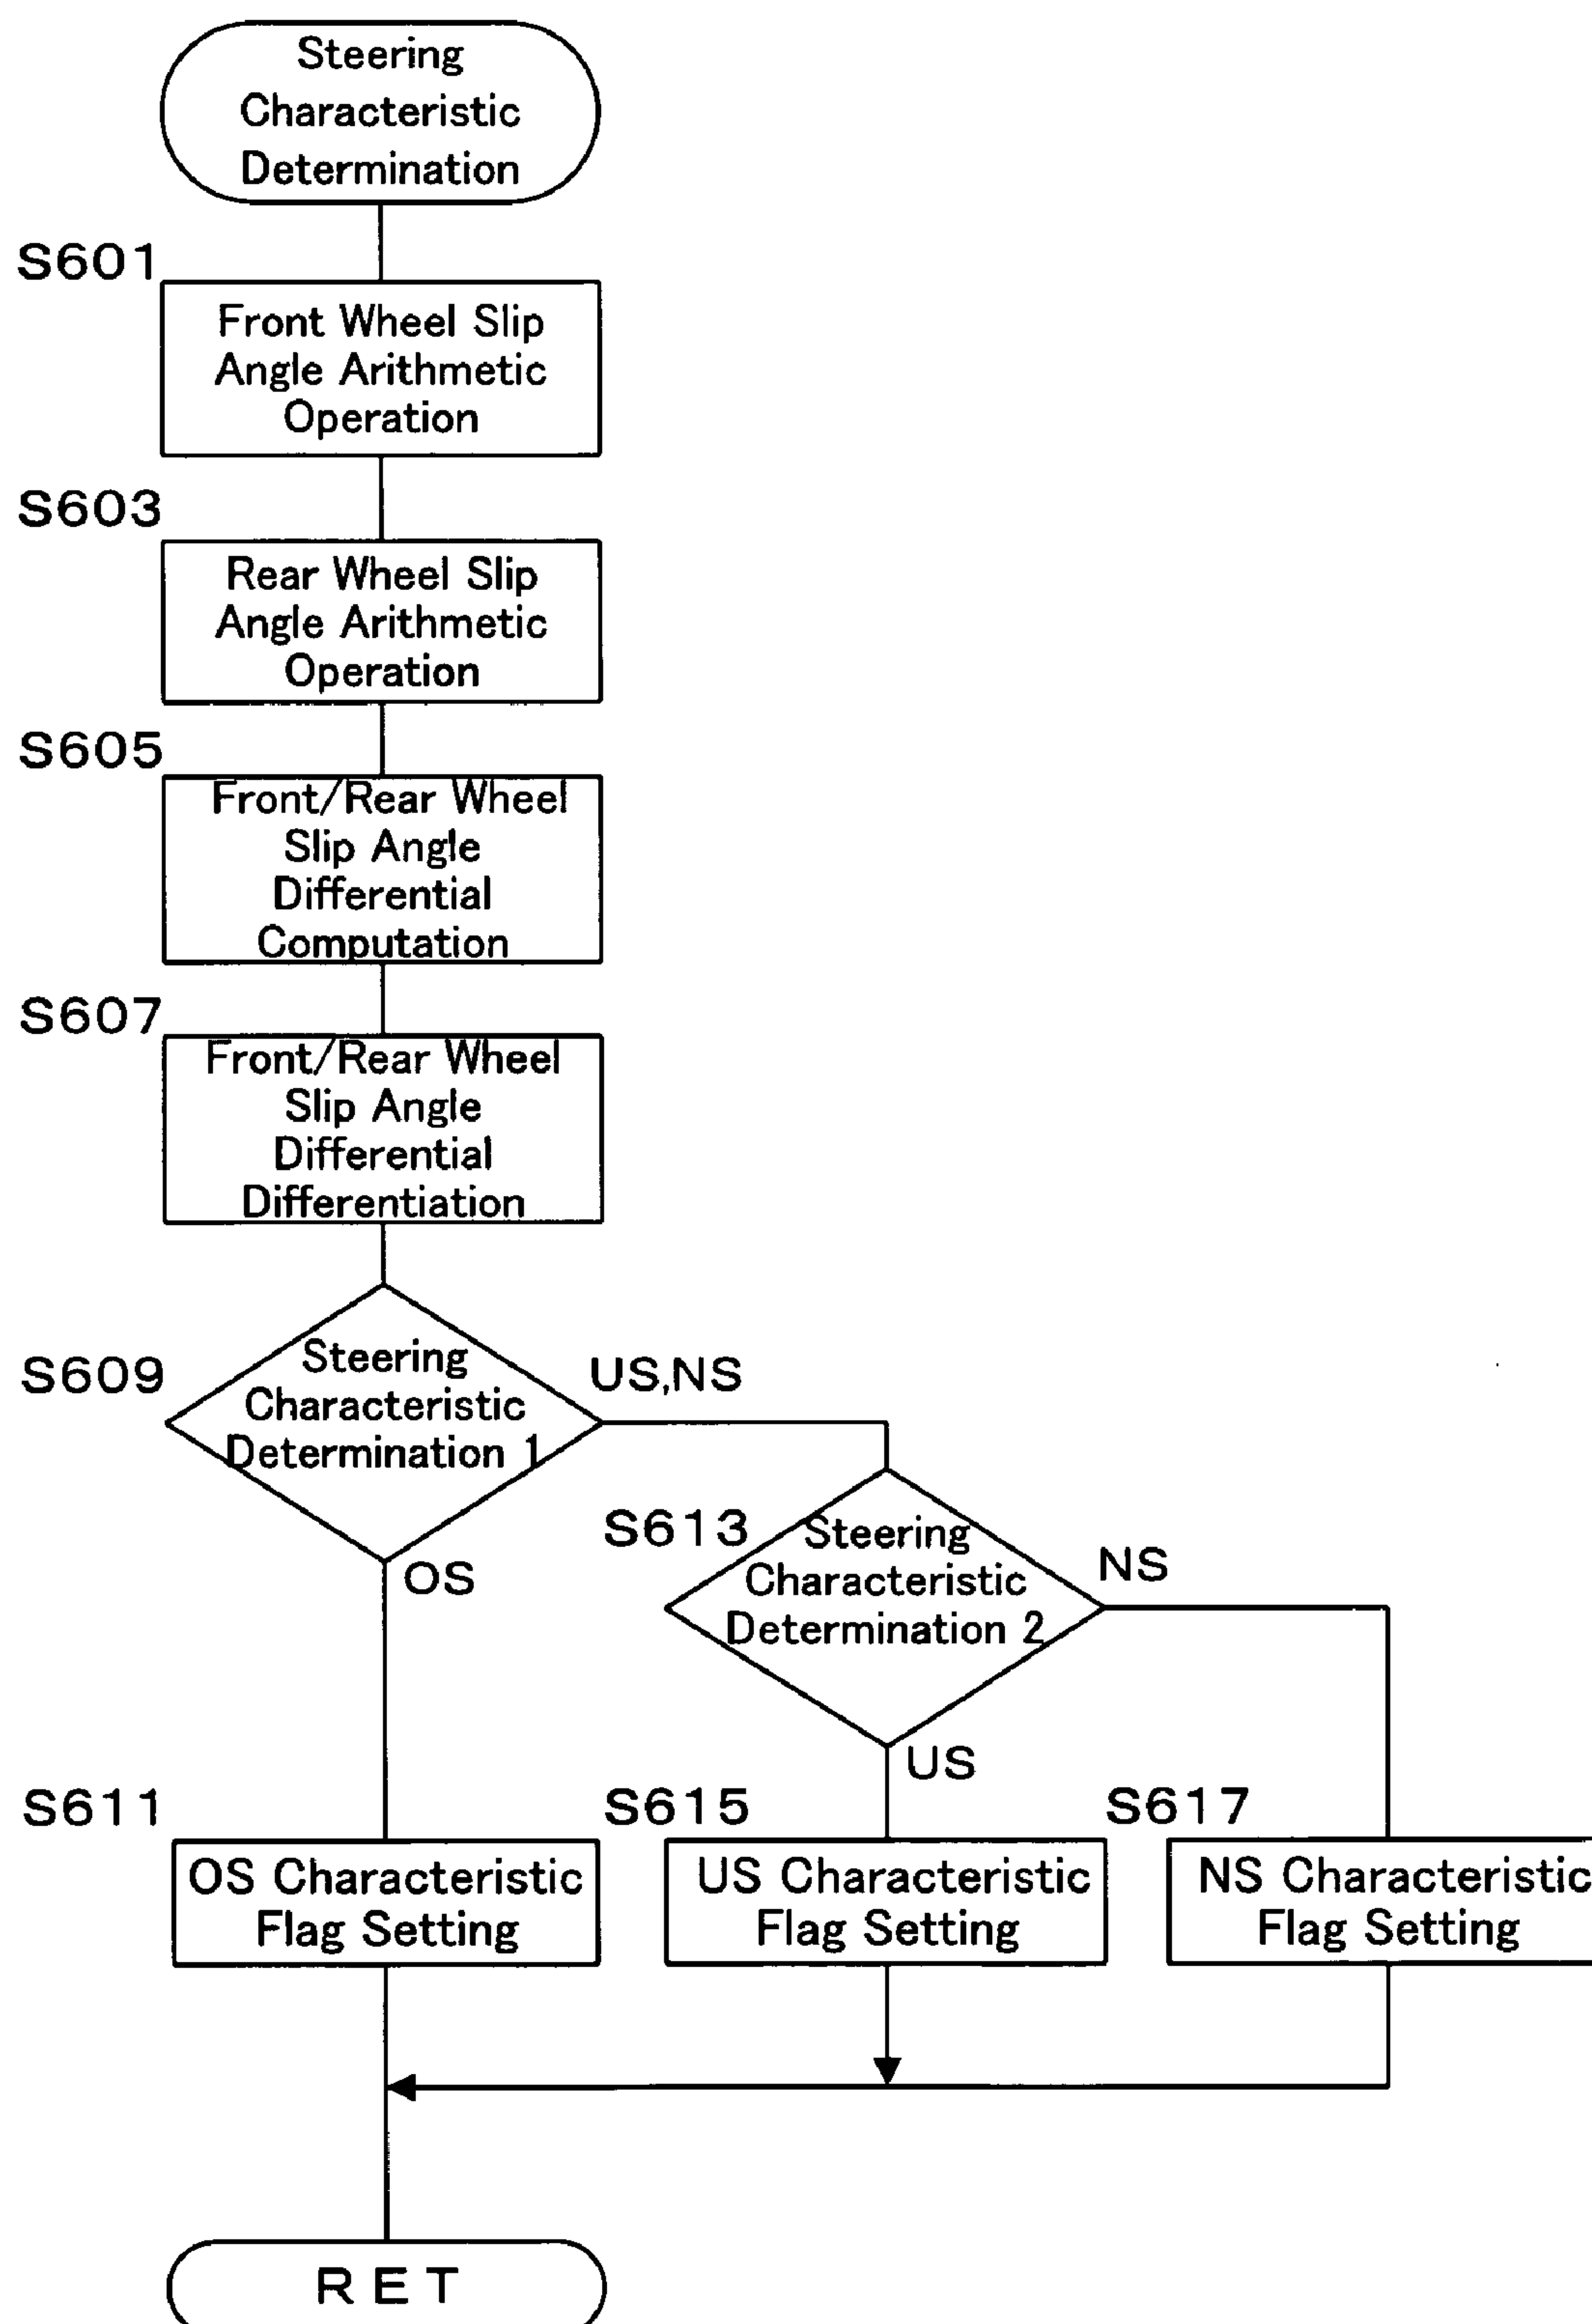 Steering
Characteristic
Determination
S601
Front Wheel Slip
Angle Arithmetic
Operation
S603
Rear Wheel Slip
Angle Arithmetic
Operation
S605
Front/Rear Wheel
Slip Angle
Differential
Computation
S607
Front/Rear Wheel
Slip Angle
Differential
Differentiation
S609
Steering
Characteristic
Determination 1
US,NS
OS
S613
Steering
Characteristic
Determination 2
NS
US
S611
OS Characteristic
Flag Setting
S615
US Characteristic
Flag Setting
S617
NS Characteristic
Flag Setting
RET